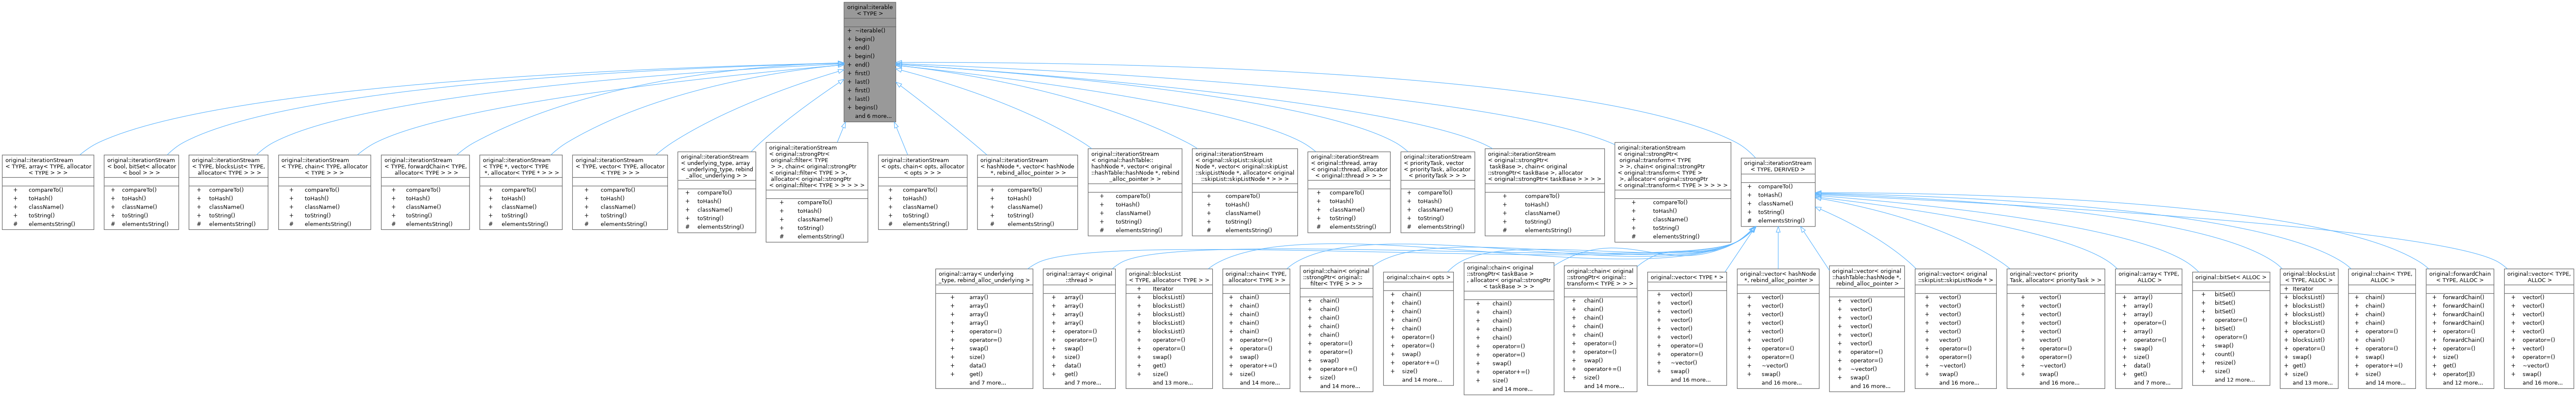 original::iterable
< TYPE >
+ ~iterable()
+ begin()
+ end()
+ begin()
+ end()
+ first()
+ last()
+ first()
+ last()
+ begins()
and 6 more...
original::iterationStream
< TYPE, array< TYPE, allocator
< TYPE > > >
+ compareTo()
+ toHash()
+ className()
+ toString()
# elementsString()
original::iterationStream
< bool, bitSet< allocator
< bool > > >
+ compareTo()
+ toHash()
+ className()
+ toString()
# elementsString()
original::iterationStream
< TYPE, blocksList< TYPE,
allocator< TYPE > > >
+ compareTo()
+ toHash()
+ className()
+ toString()
# elementsString()
original::iterationStream
< TYPE, chain< TYPE, allocator
< TYPE > > >
+ compareTo()
+ toHash()
+ className()
+ toString()
# elementsString()
original::iterationStream
< TYPE, forwardChain< TYPE,
allocator< TYPE > > >
+ compareTo()
+ toHash()
+ className()
+ toString()
# elementsString()
original::iterationStream
< TYPE *, vector< TYPE
*, allocator< TYPE * > > >
+ compareTo()
+ toHash()
+ className()
+ toString()
# elementsString()
original::iterationStream
< TYPE, vector< TYPE, allocator
< TYPE > > >
+ compareTo()
+ toHash()
+ className()
+ toString()
# elementsString()
original::iterationStream
< underlying_type, array
< underlying_type, rebind
_alloc_underlying > >
+ compareTo()
+ toHash()
+ className()
+ toString()
# elementsString()
original::iterationStream
< original::strongPtr<
original::filter< TYPE
> >, chain< original::strongPtr
< original::filter< TYPE > >,
allocator< original::strongPtr
< original::filter< TYPE > > > > >
+ compareTo()
+ toHash()
+ className()
+ toString()
# elementsString()
original::iterationStream
< opts, chain< opts, allocator
< opts > > >
+ compareTo()
+ toHash()
+ className()
+ toString()
# elementsString()
original::iterationStream
< hashNode *, vector< hashNode
*, rebind_alloc_pointer > >
+ compareTo()
+ toHash()
+ className()
+ toString()
# elementsString()
original::iterationStream
< original::hashTable::
hashNode *, vector< original
::hashTable::hashNode *, rebind
_alloc_pointer > >
+ compareTo()
+ toHash()
+ className()
+ toString()
# elementsString()
original::iterationStream
< original::skipList::skipList
Node *, vector< original::skipList
::skipListNode *, allocator< original
::skipList::skipListNode * > > >
+ compareTo()
+ toHash()
+ className()
+ toString()
# elementsString()
original::iterationStream
< original::thread, array
< original::thread, allocator
< original::thread > > >
+ compareTo()
+ toHash()
+ className()
+ toString()
# elementsString()
original::iterationStream
< priorityTask, vector
< priorityTask, allocator
< priorityTask > > >
+ compareTo()
+ toHash()
+ className()
+ toString()
# elementsString()
original::iterationStream
< original::strongPtr<
taskBase >, chain< original
::strongPtr< taskBase >, allocator
< original::strongPtr< taskBase > > > >
+ compareTo()
+ toHash()
+ className()
+ toString()
# elementsString()
original::iterationStream
< original::strongPtr<
original::transform< TYPE
> >, chain< original::strongPtr
< original::transform< TYPE >
>, allocator< original::strongPtr
< original::transform< TYPE > > > > >
+ compareTo()
+ toHash()
+ className()
+ toString()
# elementsString()
original::iterationStream
< TYPE, DERIVED >
+ compareTo()
+ toHash()
+ className()
+ toString()
# elementsString()
original::array< underlying
_type, rebind_alloc_underlying >
+ array()
+ array()
+ array()
+ array()
+ operator=()
+ operator=()
+ swap()
+ size()
+ data()
+ get()
and 7 more...
original::array< original
::thread >
+ array()
+ array()
+ array()
+ array()
+ operator=()
+ operator=()
+ swap()
+ size()
+ data()
+ get()
and 7 more...
original::blocksList
< TYPE, allocator< TYPE > >
+ Iterator
+ blocksList()
+ blocksList()
+ blocksList()
+ blocksList()
+ blocksList()
+ operator=()
+ operator=()
+ swap()
+ get()
+ size()
and 13 more...
original::chain< TYPE,
allocator< TYPE > >
+ chain()
+ chain()
+ chain()
+ chain()
+ chain()
+ operator=()
+ operator=()
+ swap()
+ operator+=()
+ size()
and 14 more...
original::chain< original
::strongPtr< original::
filter< TYPE > > >
+ chain()
+ chain()
+ chain()
+ chain()
+ chain()
+ operator=()
+ operator=()
+ swap()
+ operator+=()
+ size()
and 14 more...
original::chain< opts >
+ chain()
+ chain()
+ chain()
+ chain()
+ chain()
+ operator=()
+ operator=()
+ swap()
+ operator+=()
+ size()
and 14 more...
original::chain< original
::strongPtr< taskBase >
, allocator< original::strongPtr
< taskBase > > >
+ chain()
+ chain()
+ chain()
+ chain()
+ chain()
+ operator=()
+ operator=()
+ swap()
+ operator+=()
+ size()
and 14 more...
original::chain< original
::strongPtr< original::
transform< TYPE > > >
+ chain()
+ chain()
+ chain()
+ chain()
+ chain()
+ operator=()
+ operator=()
+ swap()
+ operator+=()
+ size()
and 14 more...
original::vector< TYPE * >
+ vector()
+ vector()
+ vector()
+ vector()
+ vector()
+ vector()
+ operator=()
+ operator=()
+ ~vector()
+ swap()
and 16 more...
original::vector< hashNode
*, rebind_alloc_pointer >
+ vector()
+ vector()
+ vector()
+ vector()
+ vector()
+ vector()
+ operator=()
+ operator=()
+ ~vector()
+ swap()
and 16 more...
original::vector< original
::hashTable::hashNode *,
rebind_alloc_pointer >
+ vector()
+ vector()
+ vector()
+ vector()
+ vector()
+ vector()
+ operator=()
+ operator=()
+ ~vector()
+ swap()
and 16 more...
original::vector< original
::skipList::skipListNode * >
+ vector()
+ vector()
+ vector()
+ vector()
+ vector()
+ vector()
+ operator=()
+ operator=()
+ ~vector()
+ swap()
and 16 more...
original::vector< priority
Task, allocator< priorityTask > >
+ vector()
+ vector()
+ vector()
+ vector()
+ vector()
+ vector()
+ operator=()
+ operator=()
+ ~vector()
+ swap()
and 16 more...
original::array< TYPE,
ALLOC >
+ array()
+ array()
+ array()
+ operator=()
+ array()
+ operator=()
+ swap()
+ size()
+ data()
+ get()
and 7 more...
original::bitSet< ALLOC >
+ bitSet()
+ bitSet()
+ bitSet()
+ operator=()
+ bitSet()
+ operator=()
+ swap()
+ count()
+ resize()
+ size()
and 12 more...
original::blocksList
< TYPE, ALLOC >
+ Iterator
+ blocksList()
+ blocksList()
+ blocksList()
+ blocksList()
+ operator=()
+ blocksList()
+ operator=()
+ swap()
+ get()
+ size()
and 13 more...
original::chain< TYPE,
ALLOC >
+ chain()
+ chain()
+ chain()
+ chain()
+ operator=()
+ chain()
+ operator=()
+ swap()
+ operator+=()
+ size()
and 14 more...
original::forwardChain
< TYPE, ALLOC >
+ forwardChain()
+ forwardChain()
+ forwardChain()
+ forwardChain()
+ operator=()
+ forwardChain()
+ operator=()
+ size()
+ get()
+ operator[]()
and 12 more...
original::vector< TYPE,
ALLOC >
+ vector()
+ vector()
+ vector()
+ vector()
+ vector()
+ operator=()
+ vector()
+ operator=()
+ ~vector()
+ swap()
and 16 more...